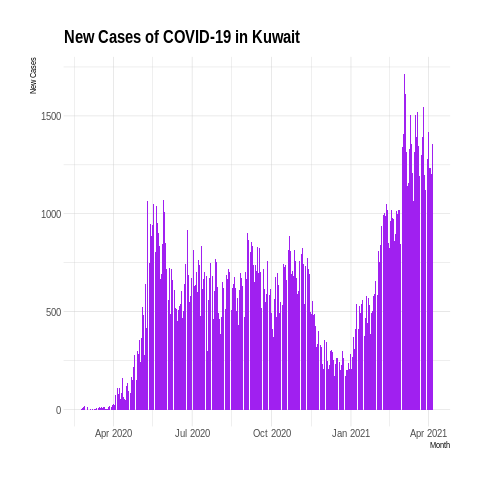 New Cases of COVID-19 in Kuwait
New Cases
1500
1000
500
0
Apr 2020 Jul 2020 Oct 2020 Jan 2021 Apr 2021
Month